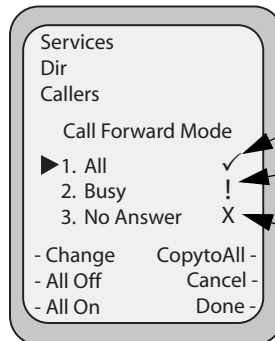 Services
Dir
Callers
Call Forward Mode
1. All ✓
2. Busy !
3. No Answer X
- Change CopytoAll -
- All Off Cancel -
- All On Done -